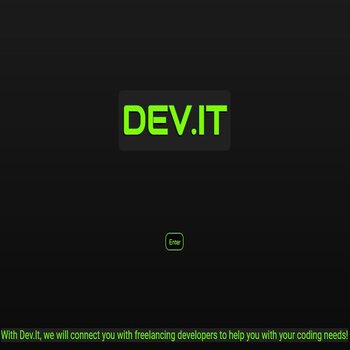 DEV.IT
Enter
With Dev.It, we will connect you with freelancing developers to help you with your coding needs!